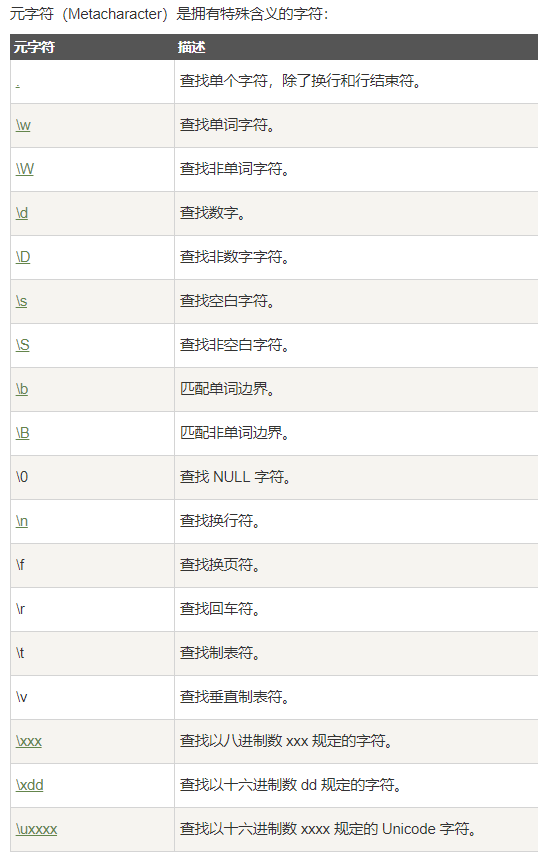 元字符（Metacharacter）是拥有特殊含义的字符：
元字符 描述
. 查找单个字符，除了换行和行结束符。
\w 查找单词字符。
\W 查找非单词字符。
\d 查找数字。
\D 查找非数字字符。
\s 查找空白字符。
\S 查找非空白字符。
\b 匹配单词边界。
\B 匹配非单词边界。
\0 查找 NULL 字符。
\n 查找换行符。
\f 查找换页符。
\r 查找回车符。
\t 查找制表符。
\v 查找垂直制表符。
\xxx 查找以八进制数 xxx 规定的字符。
\xdd 查找以十六进制数 dd 规定的字符。
\uxxxx 查找以十六进制数 xxxx 规定的 Unicode 字符。